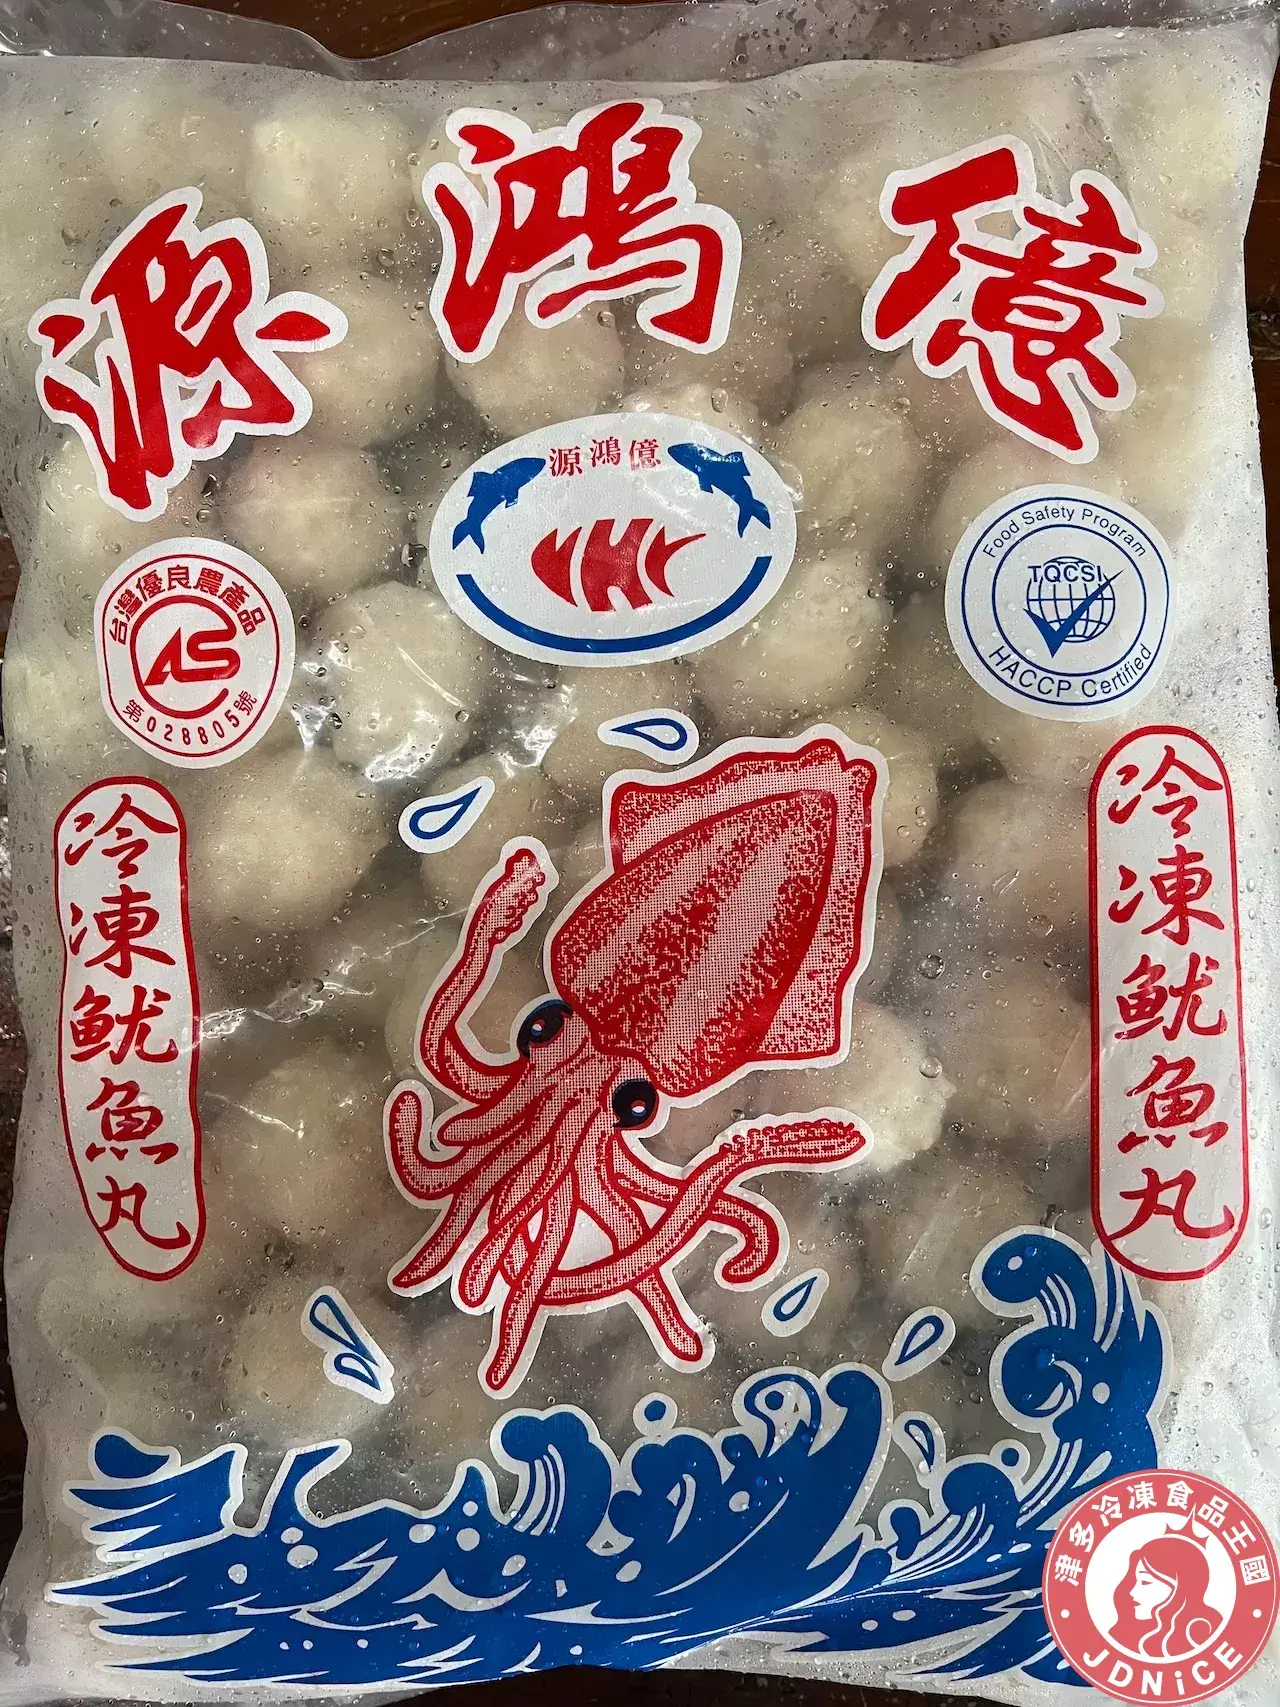 源鴻億
源鴻億
台灣優良農產品
CAS
第028805號
Food Safety Program
TQCSI
HACCP Certified
冷凍魷魚丸
冷凍魷魚丸
津多冷凍食品王國
JDNiCE